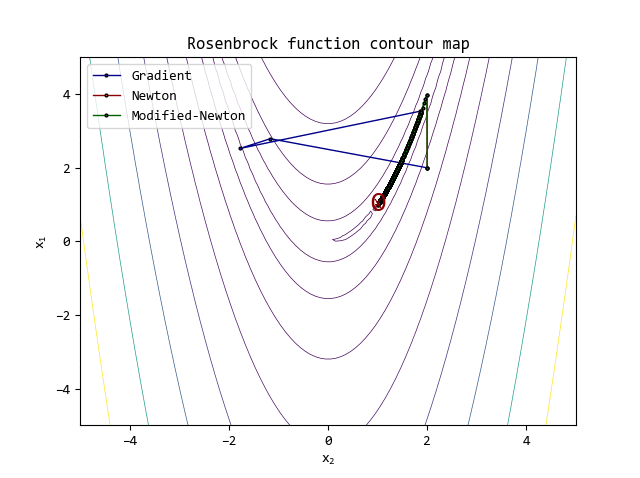 Rosenbrock function contour map
Gradient
Newton
Modified-Newton
4
2
0
−2
−4
x₁
−4
−2
0
2
4
x₂